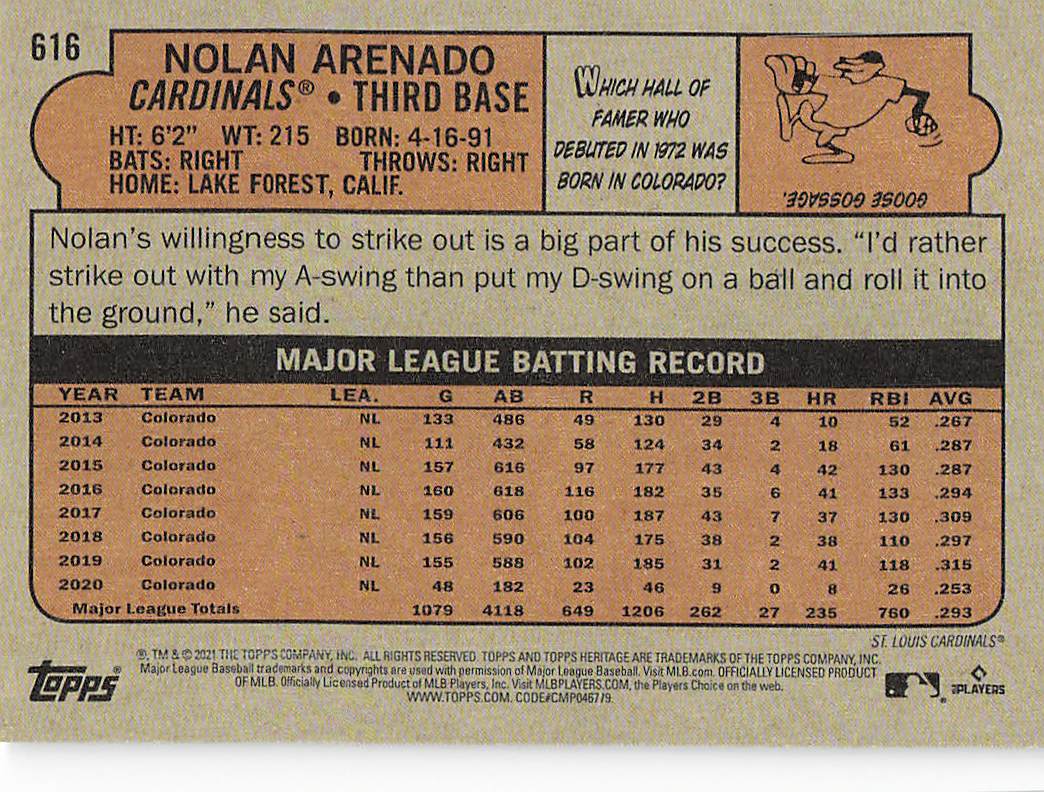 616
NOLAN ARENADO
CARDINALS® • THIRD BASE
HT: 6'2" WT: 215 BORN: 4-16-91
BATS: RIGHT THROWS: RIGHT
HOME: LAKE FOREST, CALIF.
WHICH HALL OF
FAMER WHO
DEBUTED IN 1972 WAS
BORN IN COLORADO?
GOOSE GOSSAGE.
Nolan's willingness to strike out is a big part of his success. "I'd rather
strike out with my A-swing than put my D-swing on a ball and roll it into
the ground," he said.
MAJOR LEAGUE BATTING RECORD
YEAR TEAM LEA. G AB R H 2B 3B HR RBI AVG
2013 Colorado NL 133 486 49 130 29 4 10 52 .267
2014 Colorado NL 111 432 58 124 34 2 18 61 .287
2015 Colorado NL 157 616 97 177 43 4 42 130 .287
2016 Colorado NL 160 618 116 182 35 6 41 133 .294
2017 Colorado NL 159 606 100 187 43 7 37 130 .309
2018 Colorado NL 156 590 104 175 38 2 38 110 .297
2019 Colorado NL 155 588 102 185 31 2 41 118 .315
2020 Colorado NL 48 182 23 46 9 0 8 26 .253
Major League Totals 1079 4118 649 1206 262 27 235 760 .293
ST. LOUIS CARDINALS®
®, TM & © 2021 THE TOPPS COMPANY, INC. ALL RIGHTS RESERVED. TOPPS AND TOPPS HERITAGE ARE TRADEMARKS OF THE TOPPS COMPANY, INC.
Major League Baseball trademarks and copyrights are used with permission of Major League Baseball. Visit MLB.com. OFFICIALLY LICENSED PRODUCT
OF MLB. Officially Licensed Product of MLB Players, Inc. Visit MLBPLAYERS.COM, the Players Choice on the web.
WWW.TOPPS.COM. CODE#CMP046779.
TOPPS®
PLAYERS